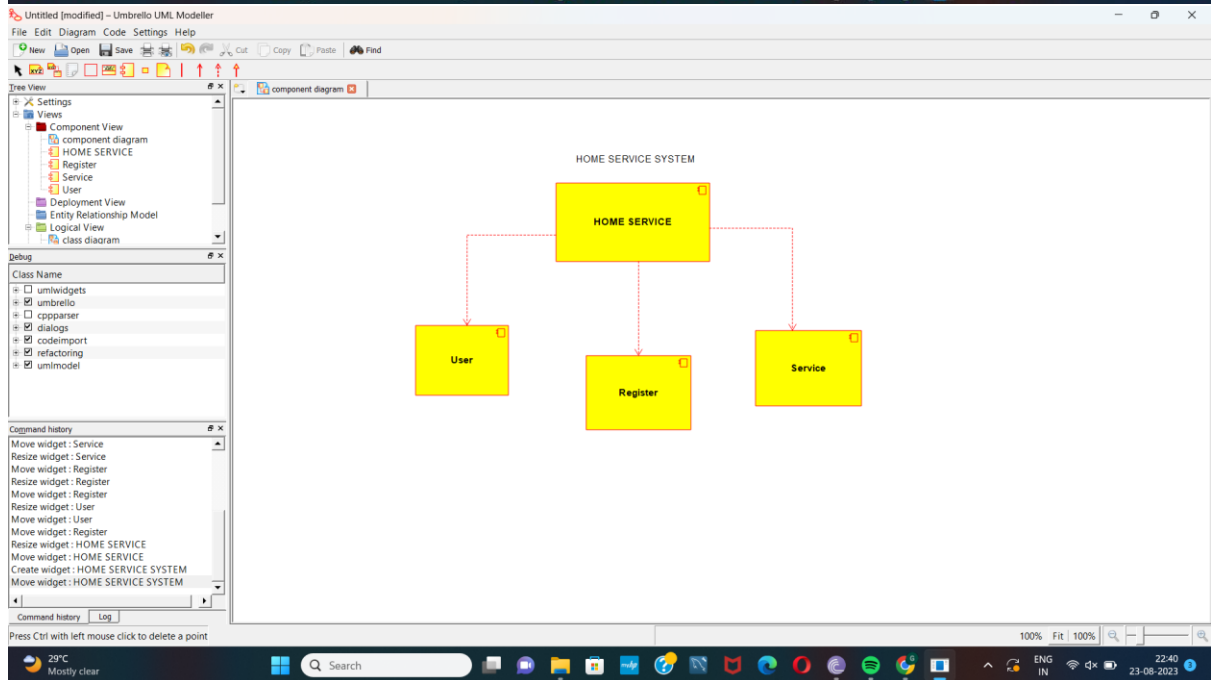 Untitled [modified] – Umbrello UML Modeller
File Edit Diagram Code Settings Help
New Open Save Cut Copy Paste Find
XYZ
Tree View
component diagram
Settings
Views
Component View
component diagram
HOME SERVICE
Register
Service
User
Deployment View
Entity Relationship Model
Logical View
class diagram
Debug
Class Name
umlwidgets
umbrello
cppparser
dialogs
codeimport
refactoring
umlmodel
Command history
Move widget : Service
Resize widget : Service
Move widget : Register
Resize widget : Register
Move widget : Register
Resize widget : User
Move widget : User
Move widget : Register
Resize widget : HOME SERVICE
Move widget : HOME SERVICE
Create widget : HOME SERVICE SYSTEM
Move widget : HOME SERVICE SYSTEM
Command history Log
HOME SERVICE SYSTEM
HOME SERVICE
User
Register
Service
Press Ctrl with left mouse click to delete a point
100% Fit 100%
29°C
Mostly clear
Search
ENG
IN
22:40
23-08-2023
3